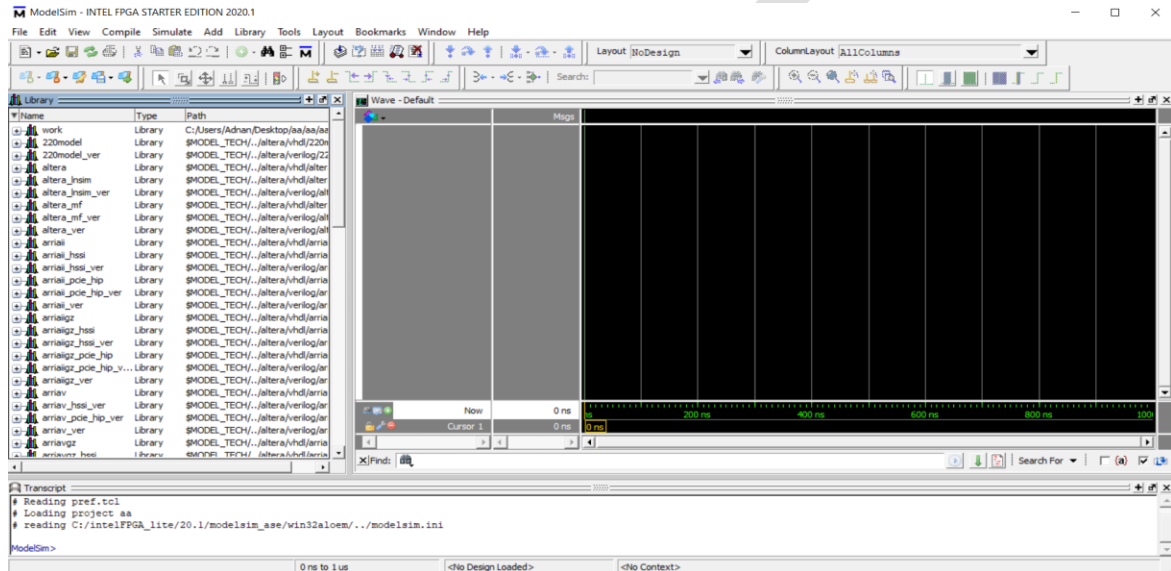 ModelSim - INTEL FPGA STARTER EDITION 2020.1
File Edit View Compile Simulate Add Library Tools Layout Bookmarks Window Help
Layout NoDesign
ColumnLayout AllColumns
Search:
Library
Wave - Default
Name Type Path
Msgs
work Library C:/Users/Adnan/Desktop/aa/aa/aa
220model Library $MODEL_TECH/../altera/vhdl/220m
220model_ver Library $MODEL_TECH/../altera/verilog/22
altera Library $MODEL_TECH/../altera/vhdl/alter
altera_lnsim Library $MODEL_TECH/../altera/vhdl/alter
altera_lnsim_ver Library $MODEL_TECH/../altera/verilog/alt
altera_mf Library $MODEL_TECH/../altera/vhdl/alter
altera_mf_ver Library $MODEL_TECH/../altera/verilog/alt
altera_ver Library $MODEL_TECH/../altera/verilog/alt
arriaii Library $MODEL_TECH/../altera/vhdl/arria
arriaii_hssi Library $MODEL_TECH/../altera/vhdl/arria
arriaii_hssi_ver Library $MODEL_TECH/../altera/verilog/ar
arriaii_pcie_hip Library $MODEL_TECH/../altera/vhdl/arria
arriaii_pcie_hip_ver Library $MODEL_TECH/../altera/verilog/ar
arriaii_ver Library $MODEL_TECH/../altera/verilog/ar
arriaiigz Library $MODEL_TECH/../altera/vhdl/arria
arriaiigz_hssi Library $MODEL_TECH/../altera/vhdl/arria
arriaiigz_hssi_ver Library $MODEL_TECH/../altera/verilog/ar
arriaiigz_pcie_hip Library $MODEL_TECH/../altera/vhdl/arria
arriaiigz_pcie_hip_v... Library $MODEL_TECH/../altera/verilog/ar
arriaiigz_ver Library $MODEL_TECH/../altera/verilog/ar
arriav Library $MODEL_TECH/../altera/vhdl/arria
arriav_hssi_ver Library $MODEL_TECH/../altera/verilog/ar
arriav_pcie_hip_ver Library $MODEL_TECH/../altera/verilog/ar
arriav_ver Library $MODEL_TECH/../altera/verilog/ar
arriavgz Library $MODEL_TECH/../altera/vhdl/arria
arriavgz_hssi Library $MODEL_TECH/../altera/vhdl/arria
Now 0 ns
ns 200 ns 400 ns 600 ns 800 ns 100
Cursor 1 0 ns 0 ns
Find: Search For (a)
Transcript
# Reading pref.tcl
# Loading project aa
# reading C:/intelFPGA_lite/20.1/modelsim_ase/win32aloem/../modelsim.ini
ModelSim>
0 ns to 1 us <No Design Loaded> <No Context>